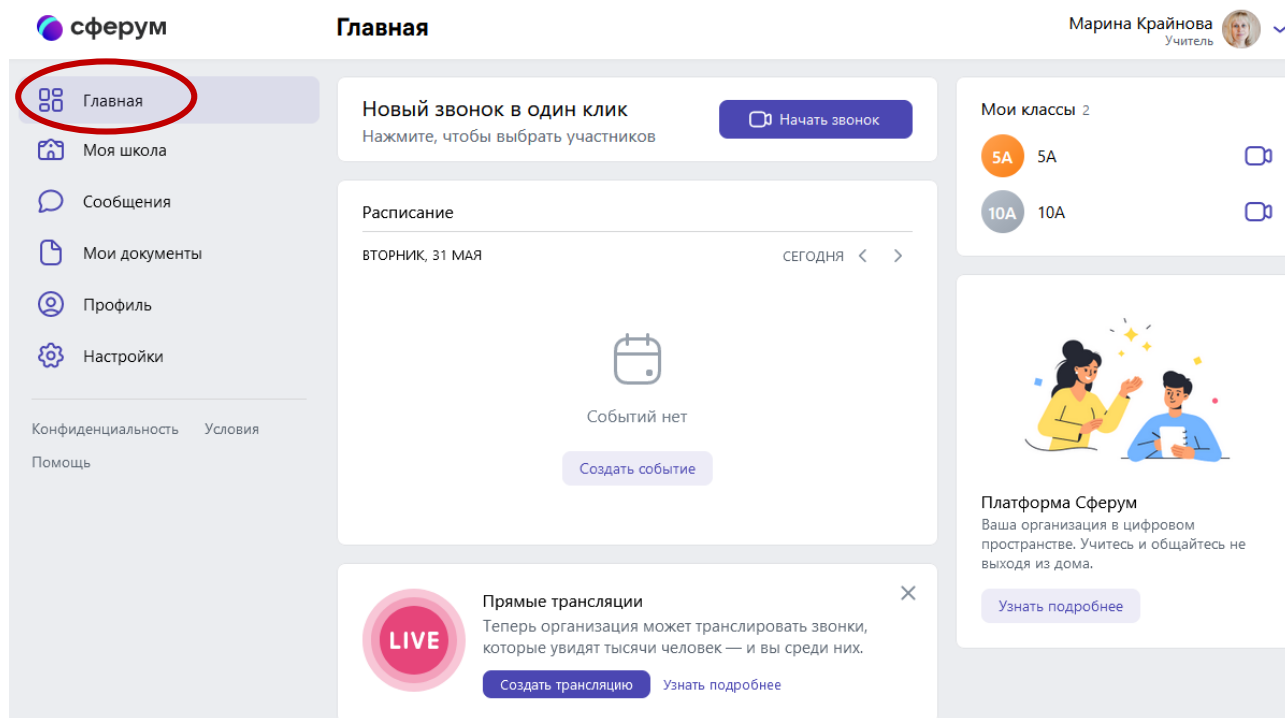 сферум
Главная
Марина Крайнова
Учитель
Главная
Моя школа
Сообщения
Мои документы
Профиль
Настройки
Конфиденциальность Условия
Помощь
Новый звонок в один клик
Нажмите, чтобы выбрать участников
Начать звонок
Расписание
ВТОРНИК, 31 МАЯ
СЕГОДНЯ
Событий нет
Создать событие
LIVE
Прямые трансляции
Теперь организация может транслировать звонки,
которые увидят тысячи человек — и вы среди них.
Создать трансляцию Узнать подробнее
Мои классы 2
5А 5А
10А 10А
Платформа Сферум
Ваша организация в цифровом
пространстве. Учитесь и общайтесь не
выходя из дома.
Узнать подробнее